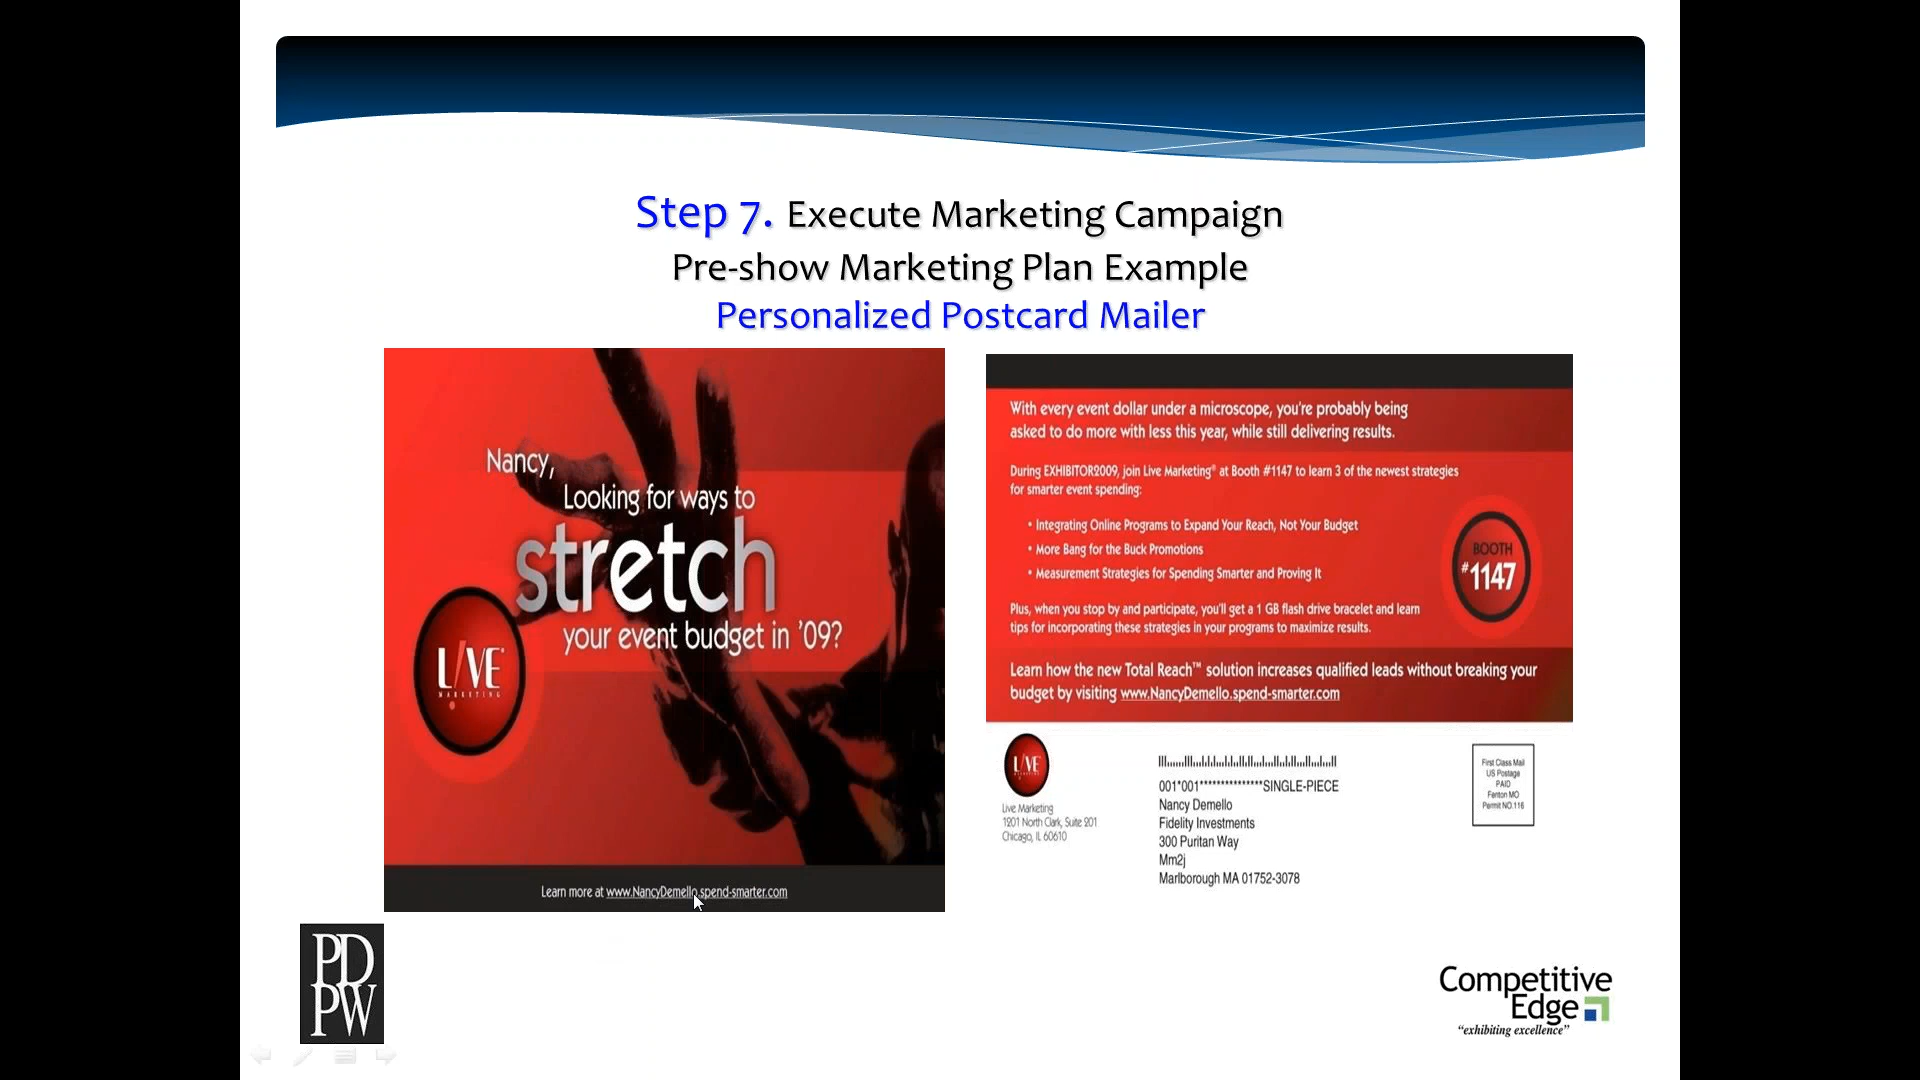 Step 7. Execute Marketing Campaign
Pre-show Marketing Plan Example
Personalized Postcard Mailer
Nancy,
Looking for ways to
stretch
your event budget in '09?
L/VE
MARKETING
Learn more at www.NancyDemello.spend-smarter.com
With every event dollar under a microscope, you're probably being
asked to do more with less this year, while still delivering results.
During EXHIBITOR2009, join Live Marketing® at Booth #1147 to learn 3 of the newest strategies
for smarter event spending:
• Integrating Online Programs to Expand Your Reach, Not Your Budget
• More Bang for the Buck Promotions
• Measurement Strategies for Spending Smarter and Proving It
BOOTH
#1147
Plus, when you stop by and participate, you'll get a 1 GB flash drive bracelet and learn
tips for incorporating these strategies in your programs to maximize results.
Learn how the new Total Reach™ solution increases qualified leads without breaking your
budget by visiting www.NancyDemello.spend-smarter.com
L/VE
Live Marketing
1201 North Clark, Suite 201
Chicago, IL 60610
001*001****************SINGLE-PIECE
Nancy Demello
Fidelity Investments
300 Puritan Way
Mm2j
Marlborough MA 01752-3078
First Class Mail
US Postage
PAID
Fenton MO
Permit NO.116
PD
PW
Competitive
Edge
"exhibiting excellence"